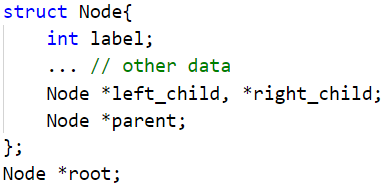 struct Node{
    int label;
    ... // other data
    Node *left_child, *right_child;
    Node *parent;
};
Node *root;